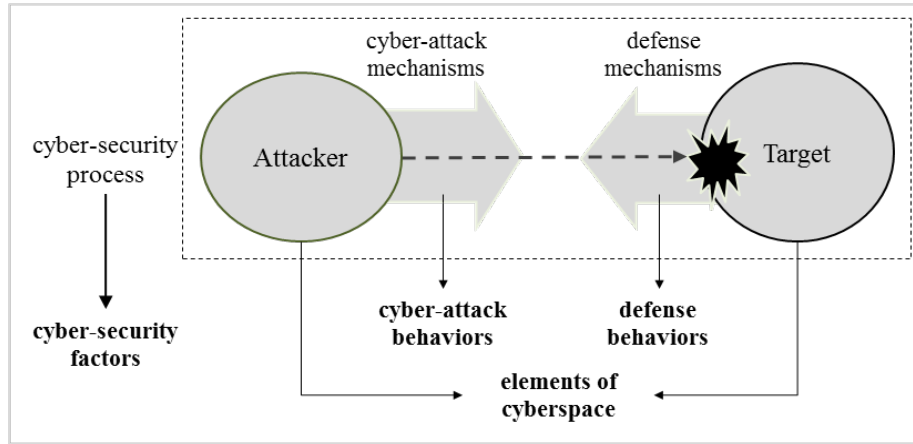 cyber-attack
mechanisms
defense
mechanisms
cyber-security
process
Attacker
Target
cyber-security
factors
cyber-attack
behaviors
defense
behaviors
elements of
cyberspace